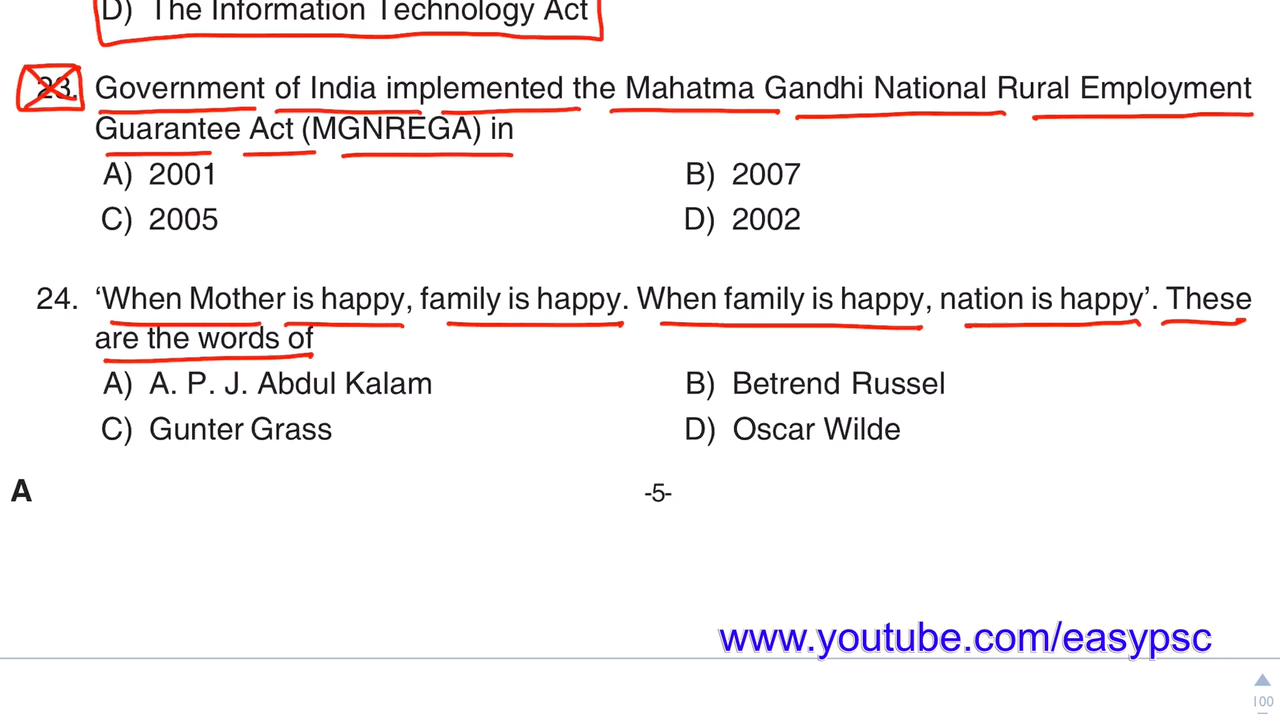 D) The Information Technology Act
23. Government of India implemented the Mahatma Gandhi National Rural Employment
Guarantee Act (MGNREGA) in
A) 2001 B) 2007
C) 2005 D) 2002
24. ‘When Mother is happy, family is happy. When family is happy, nation is happy’. These
are the words of
A) A. P. J. Abdul Kalam B) Betrend Russel
C) Gunter Grass D) Oscar Wilde
A -5-
www.youtube.com/easypsc
100